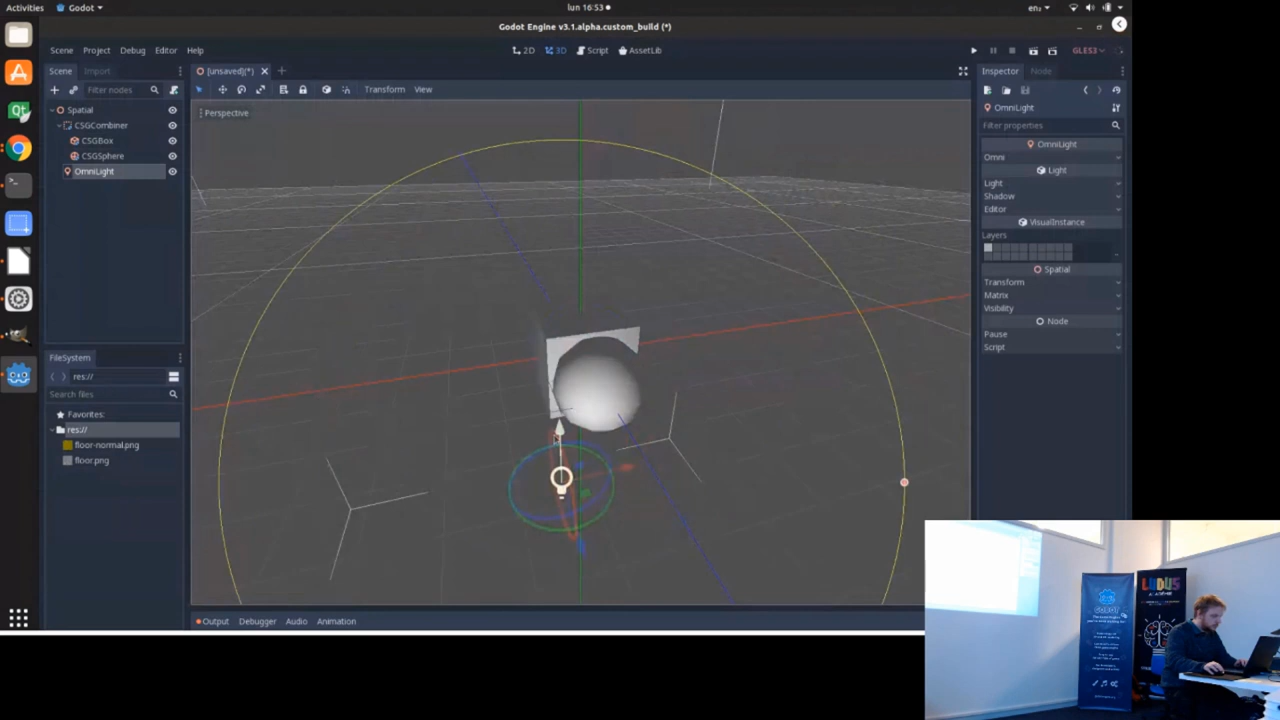 Activities Godot lun 16:53 en₂
Godot Engine v3.1.alpha.custom_build (*)
Scene Project Debug Editor Help 2D 3D Script AssetLib GLES3
Scene Import [unsaved](*) Inspector Node
Filter nodes Transform View
Spatial Perspective OmniLight
CSGCombiner Filter properties
CSGBox OmniLight
CSGSphere Omni
OmniLight Light
Light
Shadow
Editor
VisualInstance
Layers
Spatial
Transform
Matrix
Visibility
Node
Pause
Script
FileSystem
res://
Search files
Favorites:
res://
floor-normal.png
floor.png
Output Debugger Audio Animation
GODOT
LUDUS